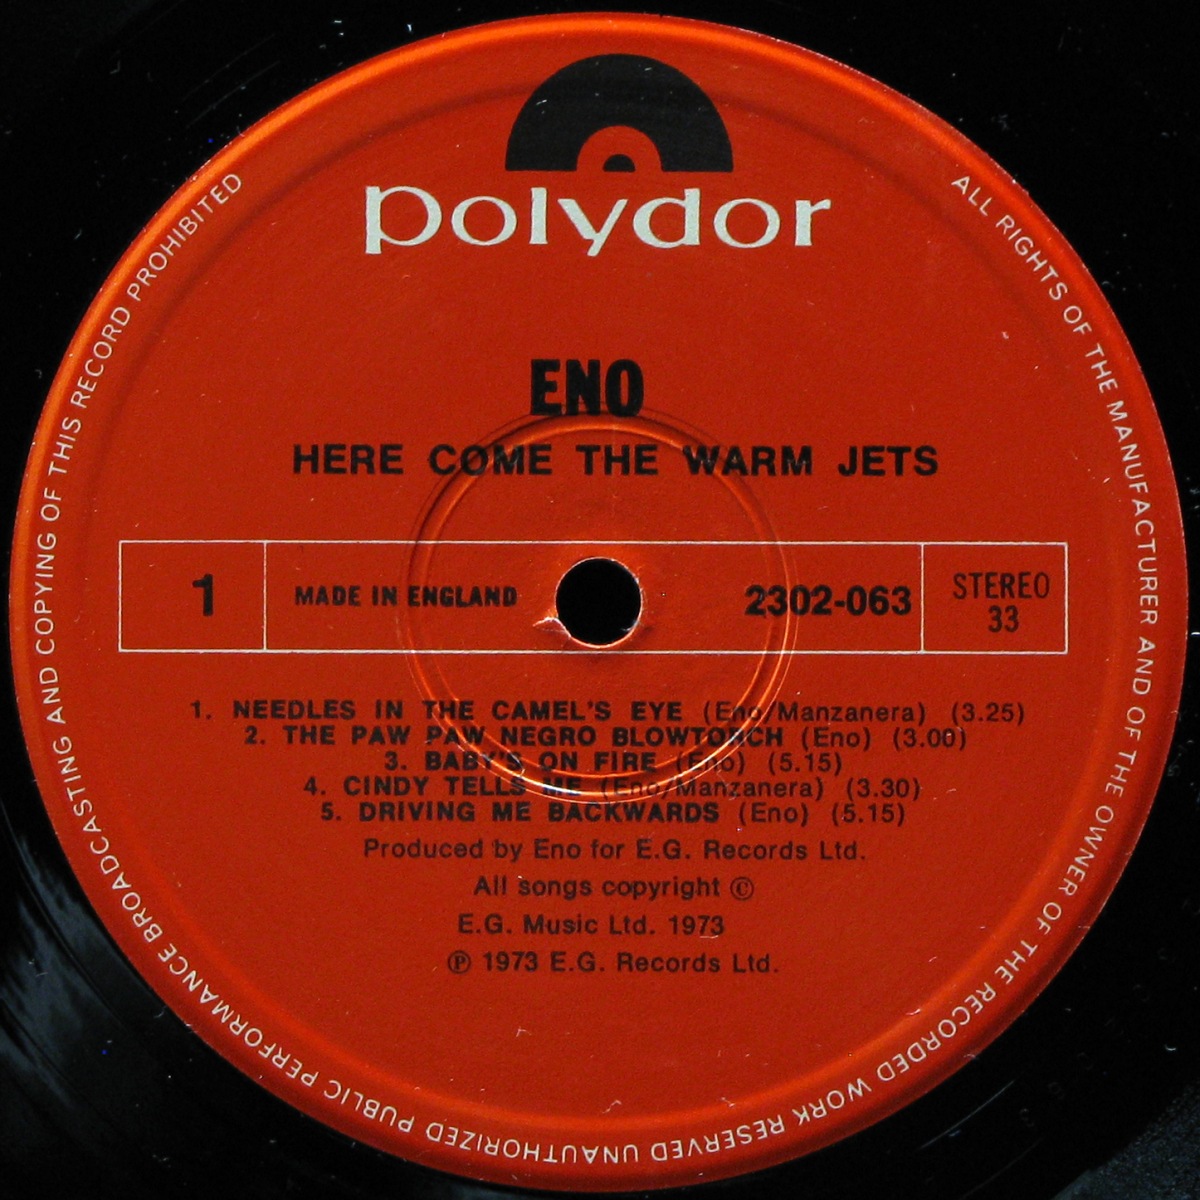 polydor
ENO
HERE COME THE WARM JETS
1 MADE IN ENGLAND 2302-063 STEREO
33
1. NEEDLES IN THE CAMEL'S EYE (Eno/Manzanera) (3.25)
2. THE PAW PAW NEGRO BLOWTORCH (Eno) (3.00)
3. BABY'S ON FIRE (Eno) (5.15)
4. CINDY TELLS ME (Eno/Manzanera) (3.30)
5. DRIVING ME BACKWARDS (Eno) (5.15)
Produced by Eno for E.G. Records Ltd.
All songs copyright ©
E.G. Music Ltd. 1973
℗ 1973 E.G. Records Ltd.
ALL RIGHTS OF THE MANUFACTURER AND OF THE OWNER OF THE RECORDED WORK RESERVED UNAUTHORIZED PUBLIC PERFORMANCE BROADCASTING AND COPYING OF THIS RECORD PROHIBITED